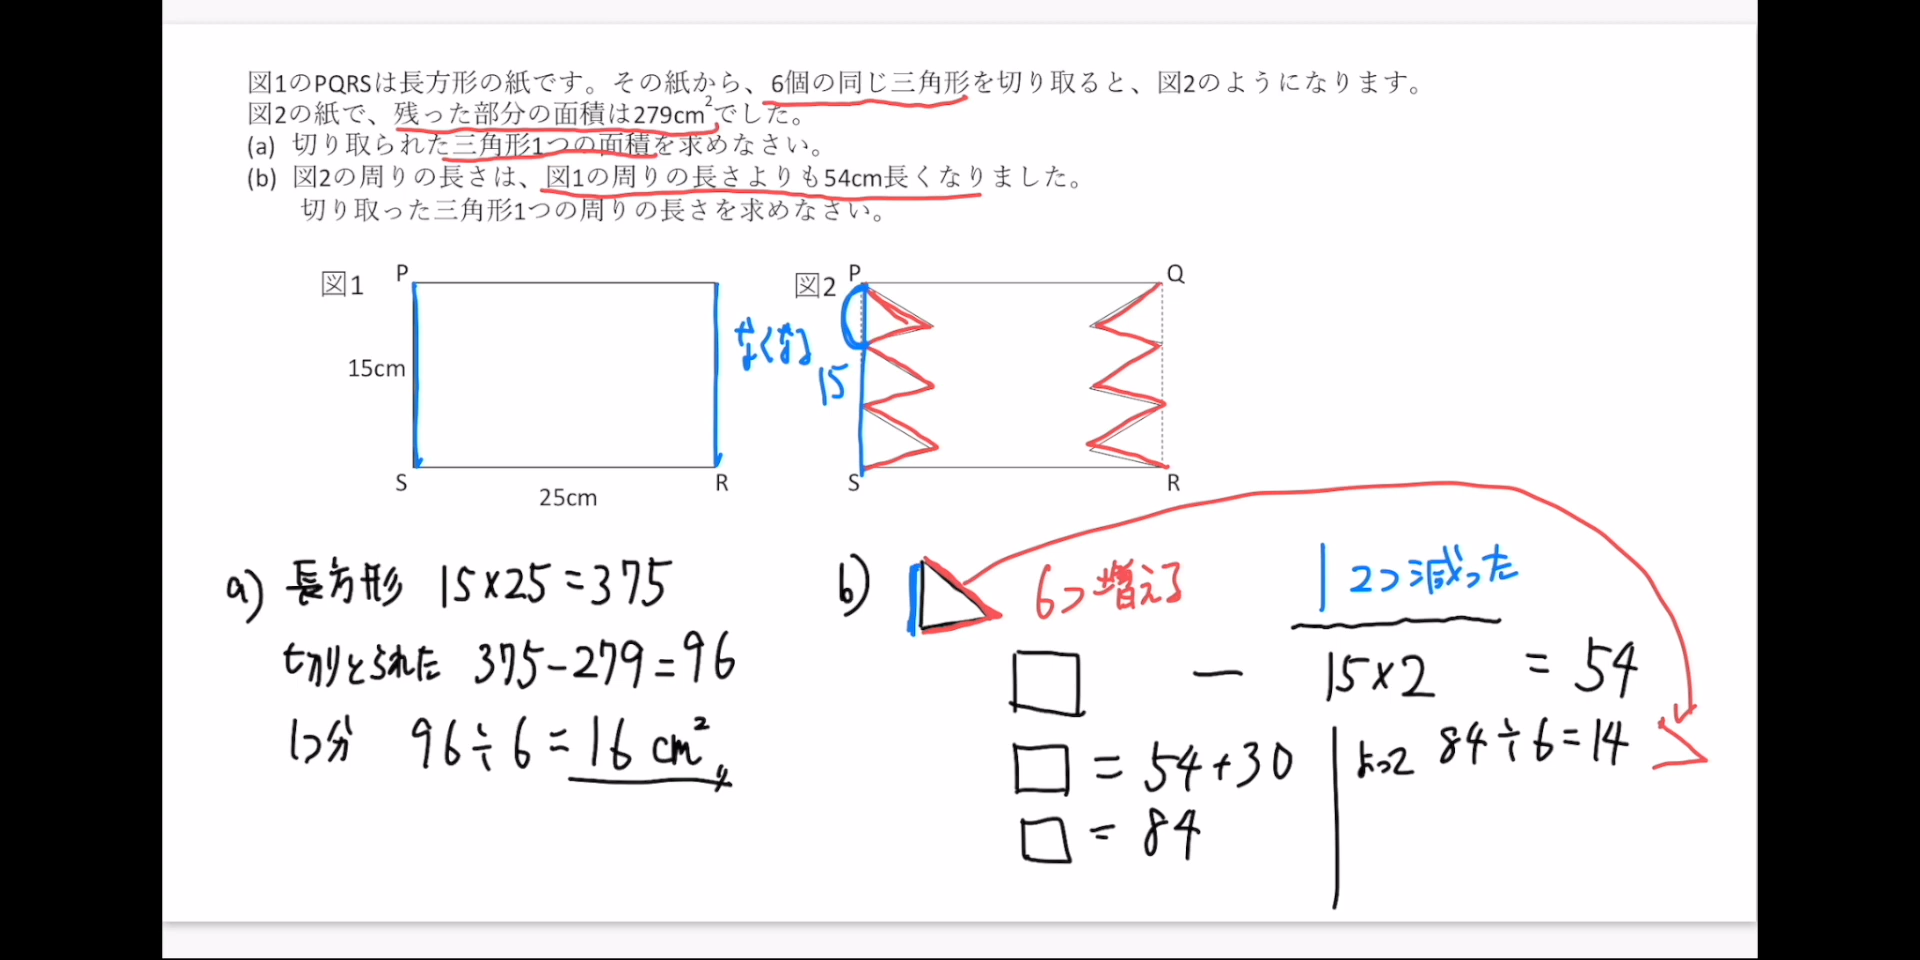 図1のPQRSは長方形の紙です。その紙から、6個の同じ三角形を切り取ると、図2のようになります。
図2の紙で、残った部分の面積は279cm²でした。
(a) 切り取られた三角形1つの面積を求めなさい。
(b) 図2の周りの長さは、図1の周りの長さよりも54cm長くなりました。
切り取った三角形1つの周りの長さを求めなさい。
図1
P
15cm
S
R
25cm
なくなる
図2
P
Q
15
S
R
a) 長方形 15×25=375
切りとられた 375-279=96
1つ分 96÷6=16cm²
b)
6つ増える
2つ減った
□ - 15×2 = 54
□ = 54+30
□ = 84
よって 84÷6=14